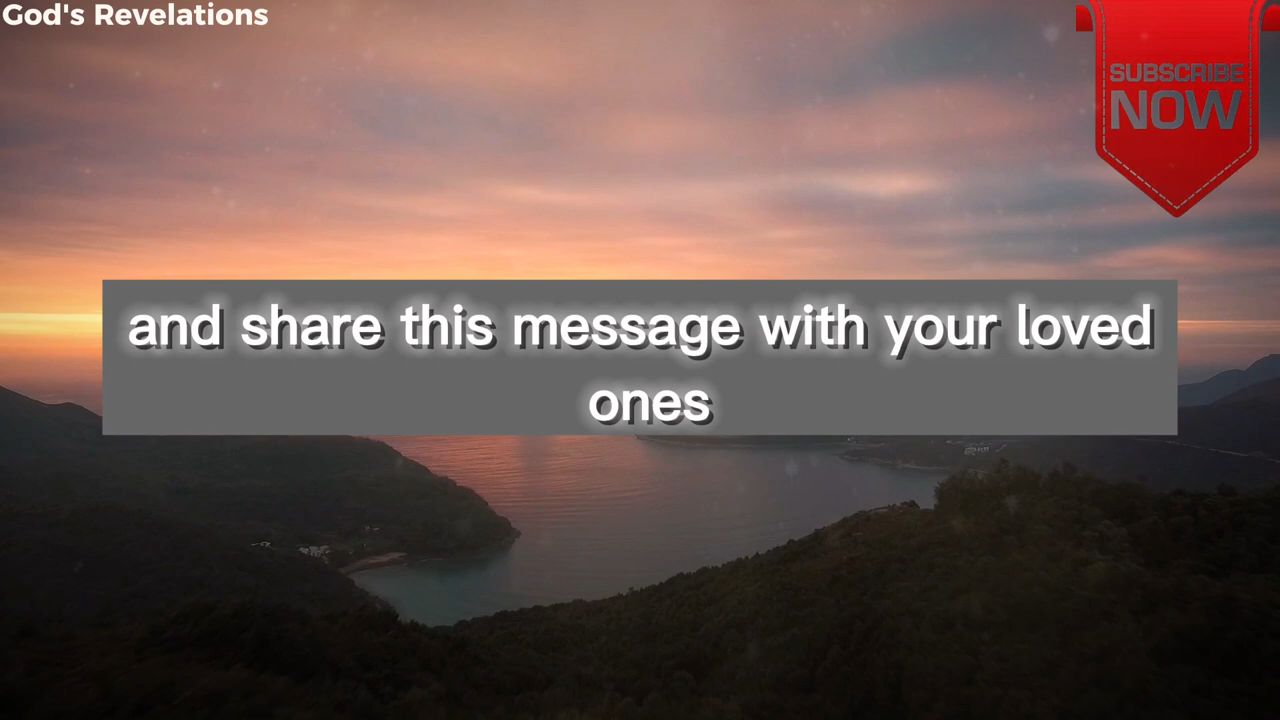 God's Revelations
SUBSCRIBE
NOW
and share this message with your loved
ones